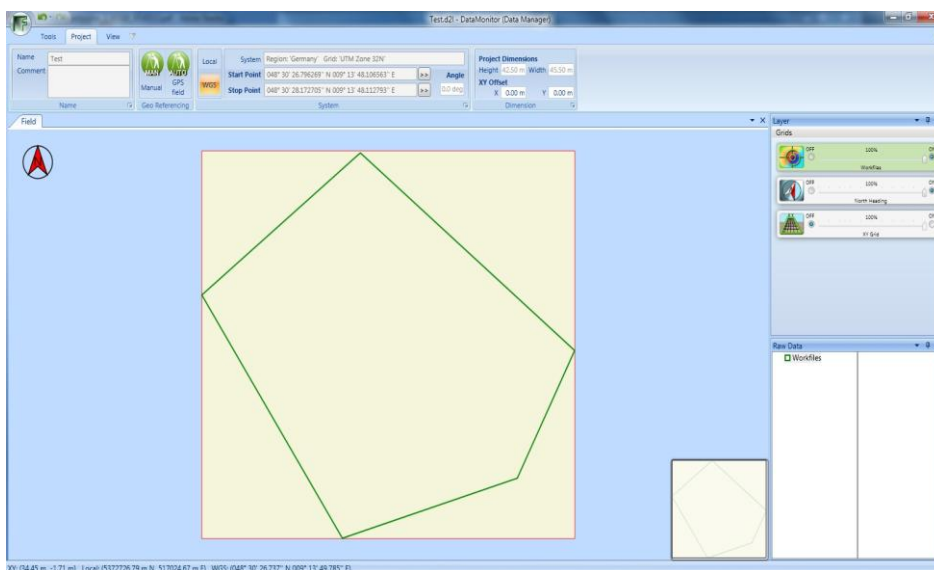 Test.d2l - DataMonitor (Data Manager)
Tools Project View ?
Name Test
Comment
Name
Manual
GPS field
Geo Referencing
Local
WGS
System Region: 'Germany' Grid: 'UTM Zone 32N'
Start Point 048° 30' 26.796269'' N 009° 13' 48.106563'' E >> Angle
Stop Point 048° 30' 28.172705'' N 009° 13' 48.112793'' E >> 0.0 deg
System
Project Dimensions
Height 42.50 m Width 45.50 m
XY Offset
X 0.00 m Y 0.00 m
Dimension
Field
Layer
Grids
OFF 100%
Workfiles
OFF 100%
North Heading
OFF 100%
XY Grid
Raw Data
Workfiles
XY: (34.45 m, -1.71 m) Local: (5372726.79 m N, 517024.67 m E) WGS: (048° 30' 26.737'' N 009° 13' 49.785'' E)